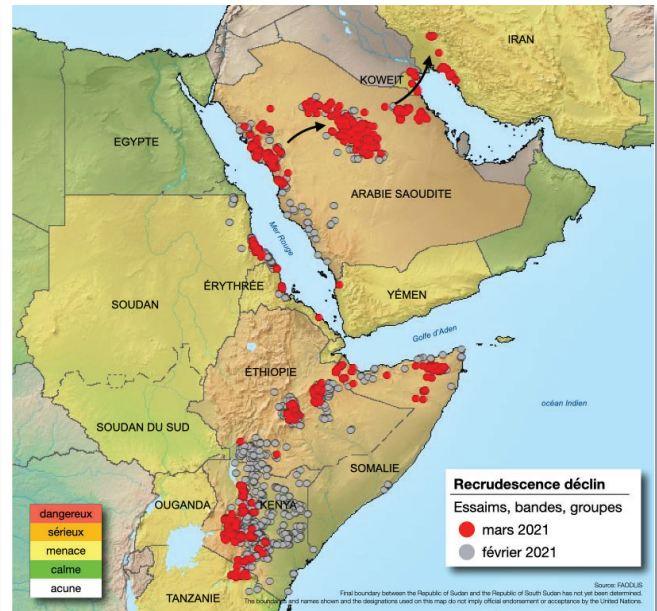 IRAN
KOWEIT
EGYPTE
ARABIE SAOUDITE
Mer Rouge
SOUDAN
ÉRYTHRÉE
YÉMEN
Golfe d'Aden
ÉTHIOPIE
océan Indien
SOUDAN DU SUD
SOMALIE
OUGANDA
KENYA
TANZANIE
dangereux
sérieux
menace
calme
acune
Recrudescence déclin
Essaims, bandes, groupes
mars 2021
février 2021
Source: FAODLIS
Final boundary between the Republic of Sudan and the Republic of South Sudan has not yet been determined.
The boundaries and names shown and the designations used on this map do not imply official endorsement or acceptance by the United Nations.